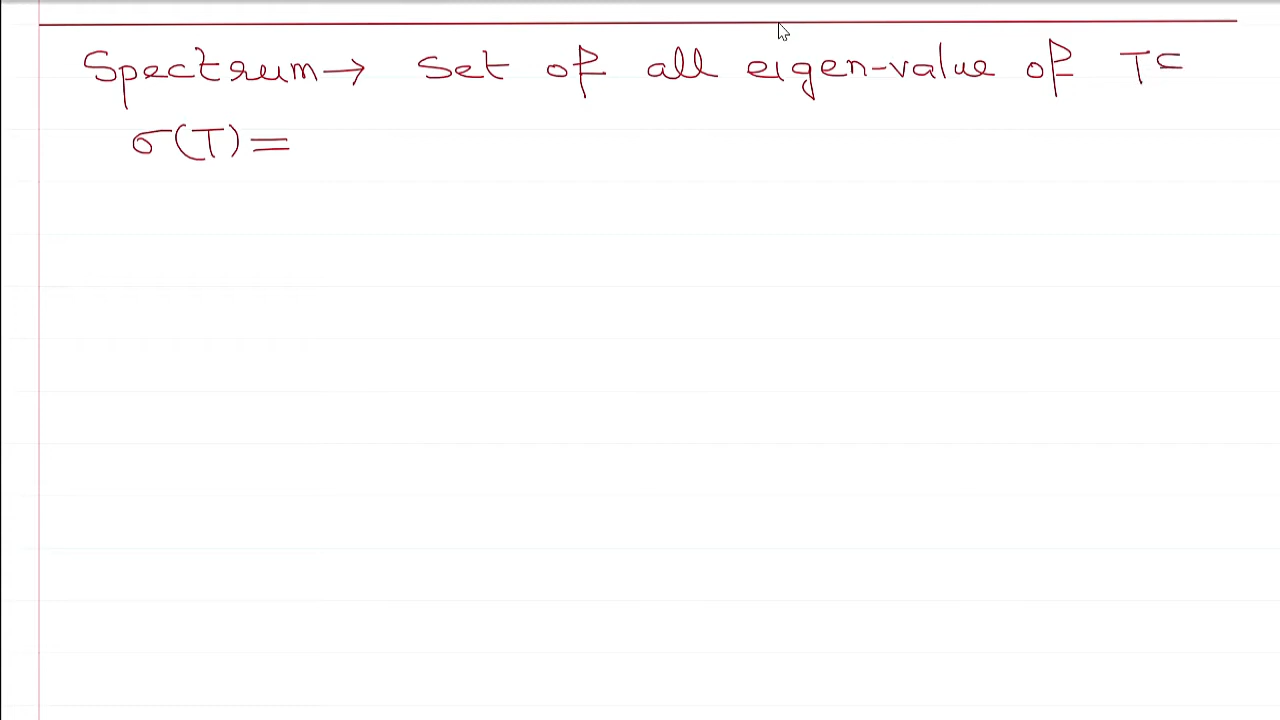 Spectrum → Set of all eigen-value of T ⊂
σ(T) =